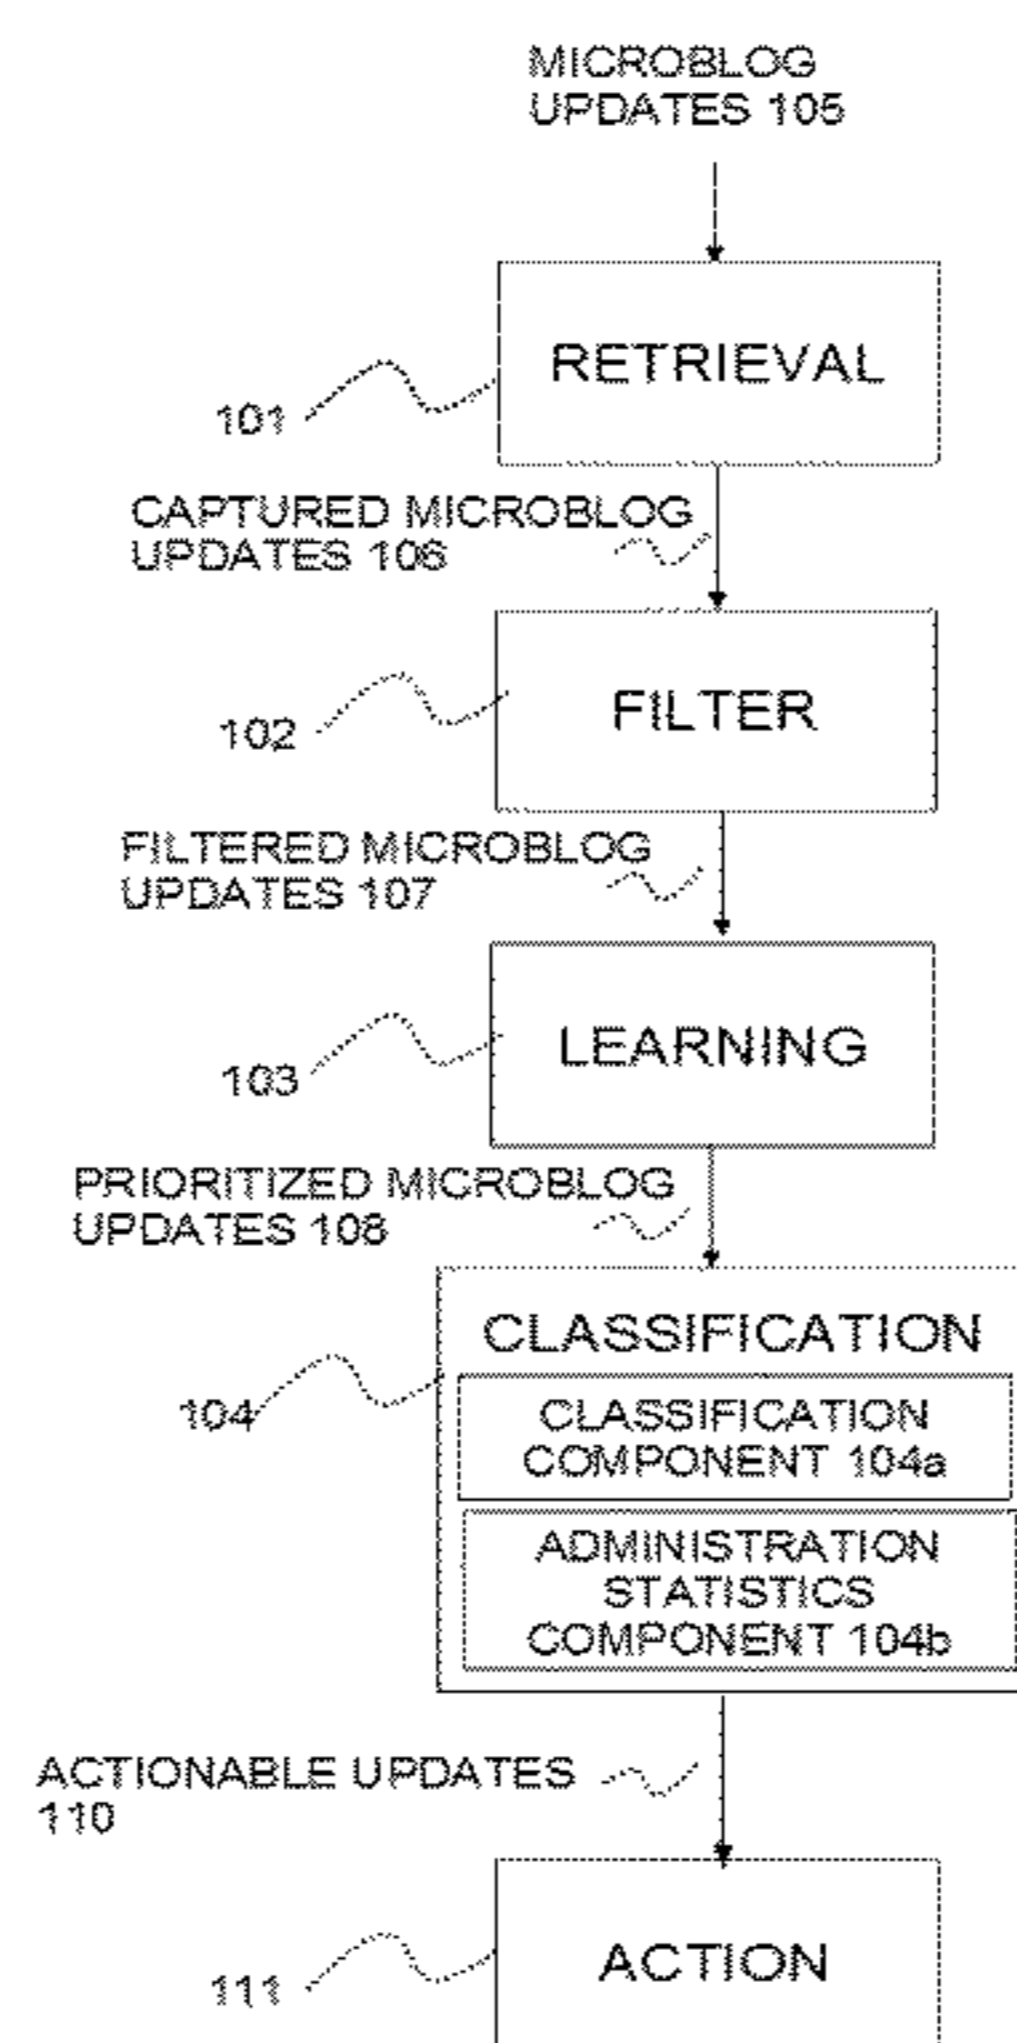 MICROBLOG
UPDATES 105
RETRIEVAL
101
CAPTURED MICROBLOG
UPDATES 106
FILTER
102
FILTERED MICROBLOG
UPDATES 107
LEARNING
103
PRIORITIZED MICROBLOG
UPDATES 108
CLASSIFICATION
104
CLASSIFICATION
COMPONENT 104a
ADMINISTRATION
STATISTICS
COMPONENT 104b
ACTIONABLE UPDATES
110
ACTION
111